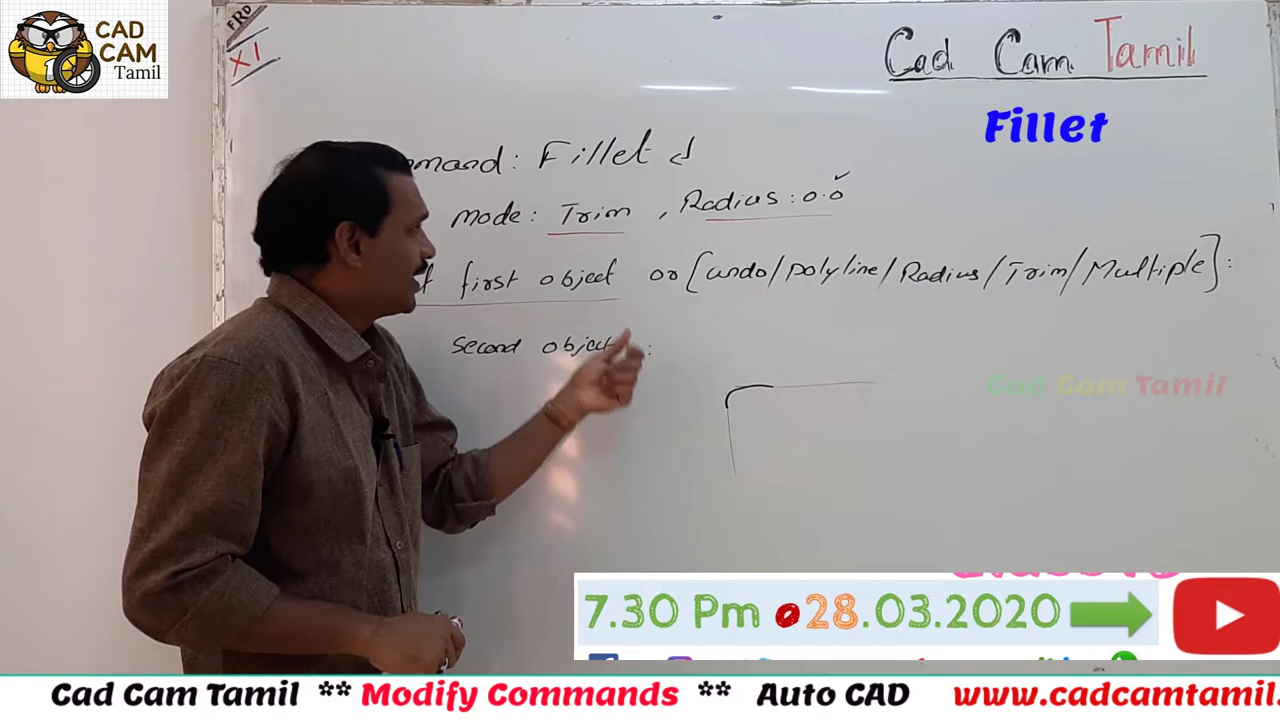 CAD
CAM
Tamil
FRD
X1
Cad Cam Tamil
Fillet
mmand: Fillet ↲
Mode: Trim , Radius: 0.0 ✓
t first object or [undo/polyline/Radius/Trim/Multiple]:
Second object :
Cad Cam Tamil
7.30 Pm 28.03.2020
Cad Cam Tamil ** Modify Commands ** Auto CAD www.cadcamtamil.